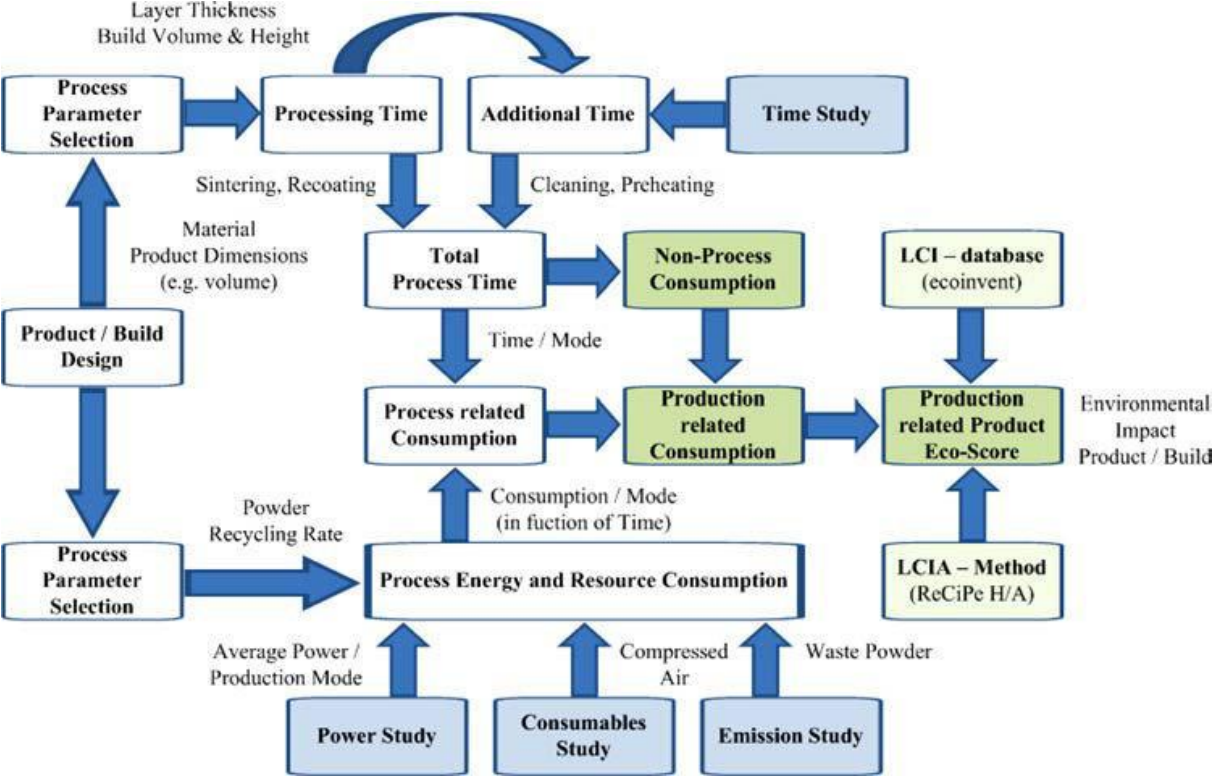 Layer Thickness
Build Volume & Height
Process
Parameter
Selection
Processing Time
Additional Time
Time Study
Sintering, Recoating
Cleaning, Preheating
Material
Product Dimensions
(e.g. volume)
Total
Process Time
Non-Process
Consumption
LCI – database
(ecoinvent)
Product / Build
Design
Time / Mode
Process related
Consumption
Production
related
Consumption
Production
related Product
Eco-Score
Environmental
Impact
Product / Build
Consumption / Mode
(in fuction of Time)
Powder
Recycling Rate
Process
Parameter
Selection
Process Energy and Resource Consumption
LCIA – Method
(ReCiPe H/A)
Average Power /
Production Mode
Compressed
Air
Waste Powder
Power Study
Consumables
Study
Emission Study